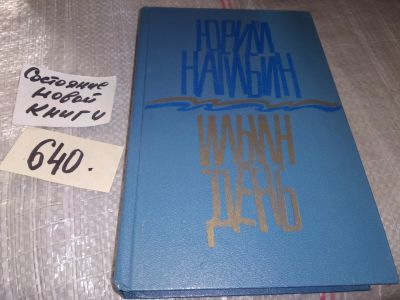 Состояние
новой
книги
640.
ЮРИЙ
НАГИБИН
ИЛЬИН
ДЕНЬ